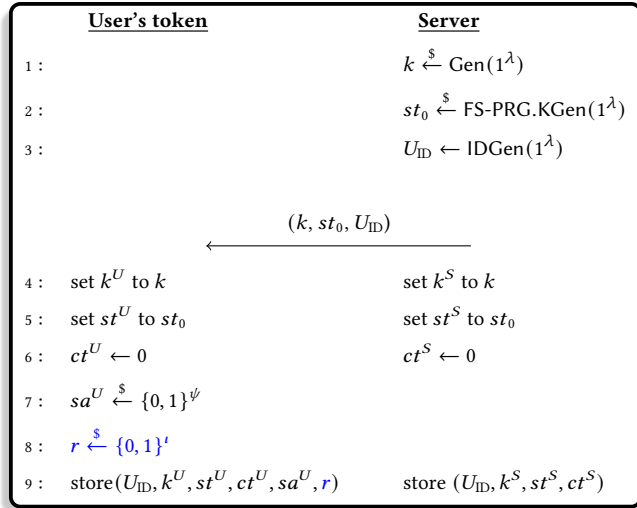 User's token Server
1 : k $← Gen(1^λ)
2 : st_0 $← FS-PRG.KGen(1^λ)
3 : U_ID ← IDGen(1^λ)
(k, st_0, U_ID)
4 : set k^U to k set k^S to k
5 : set st^U to st_0 set st^S to st_0
6 : ct^U ← 0 ct^S ← 0
7 : sa^U $← {0, 1}^ψ
8 : r $← {0, 1}^ι
9 : store(U_ID, k^U, st^U, ct^U, sa^U, r) store (U_ID, k^S, st^S, ct^S)